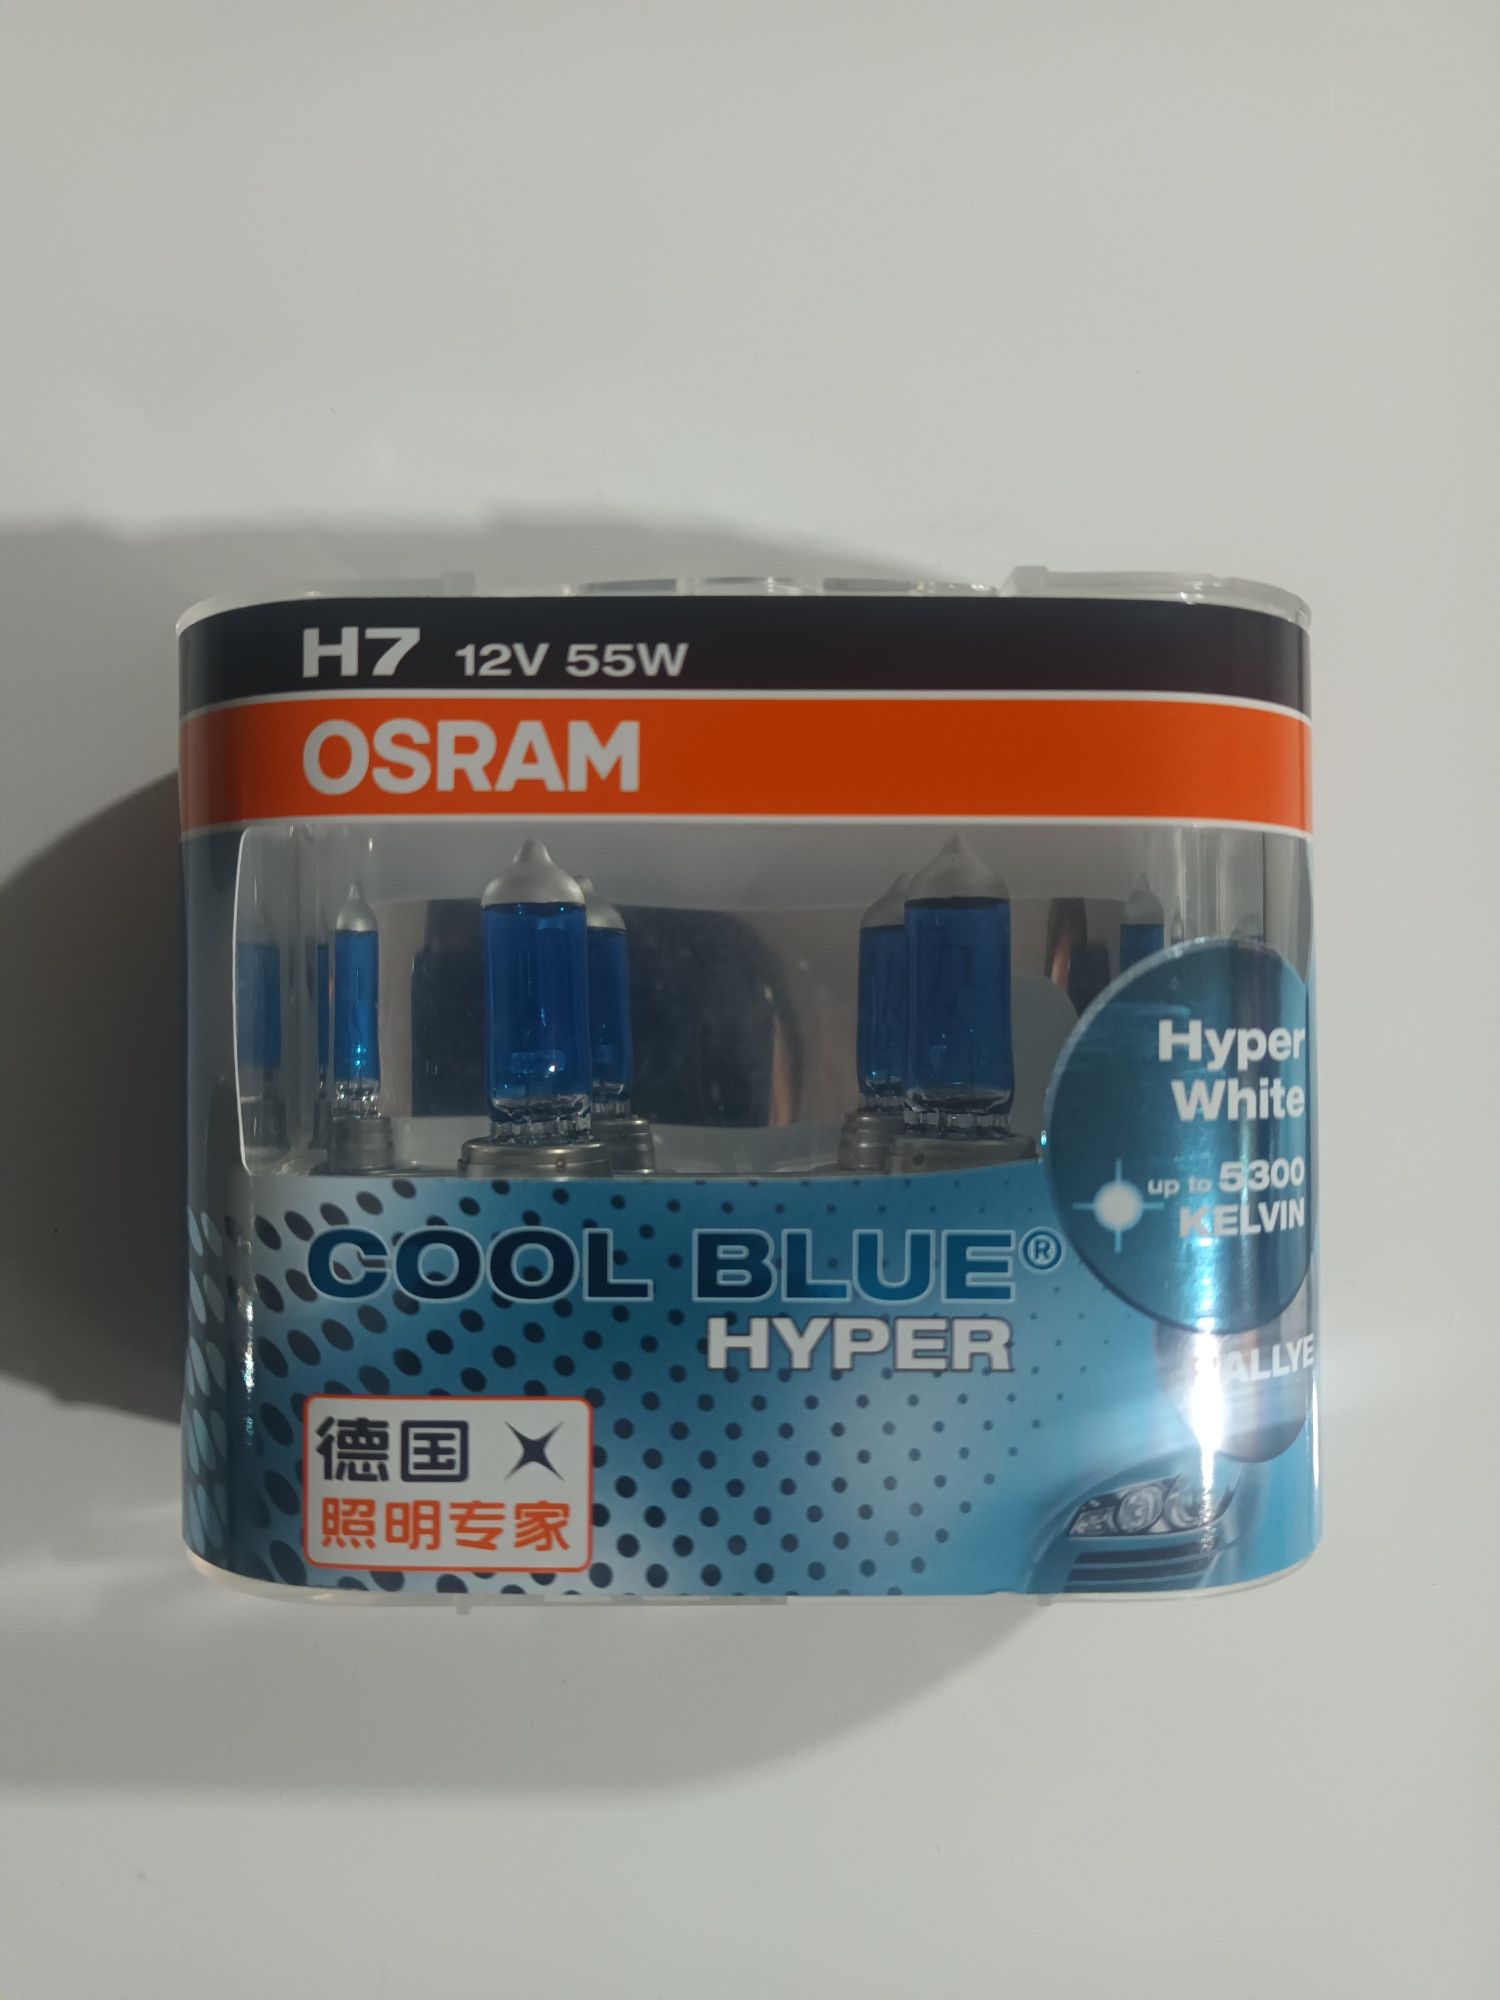 H7 12V 55W
OSRAM
Hyper
White
up to 5300
KELVIN
COOL BLUE®
HYPER
德国
照明专家